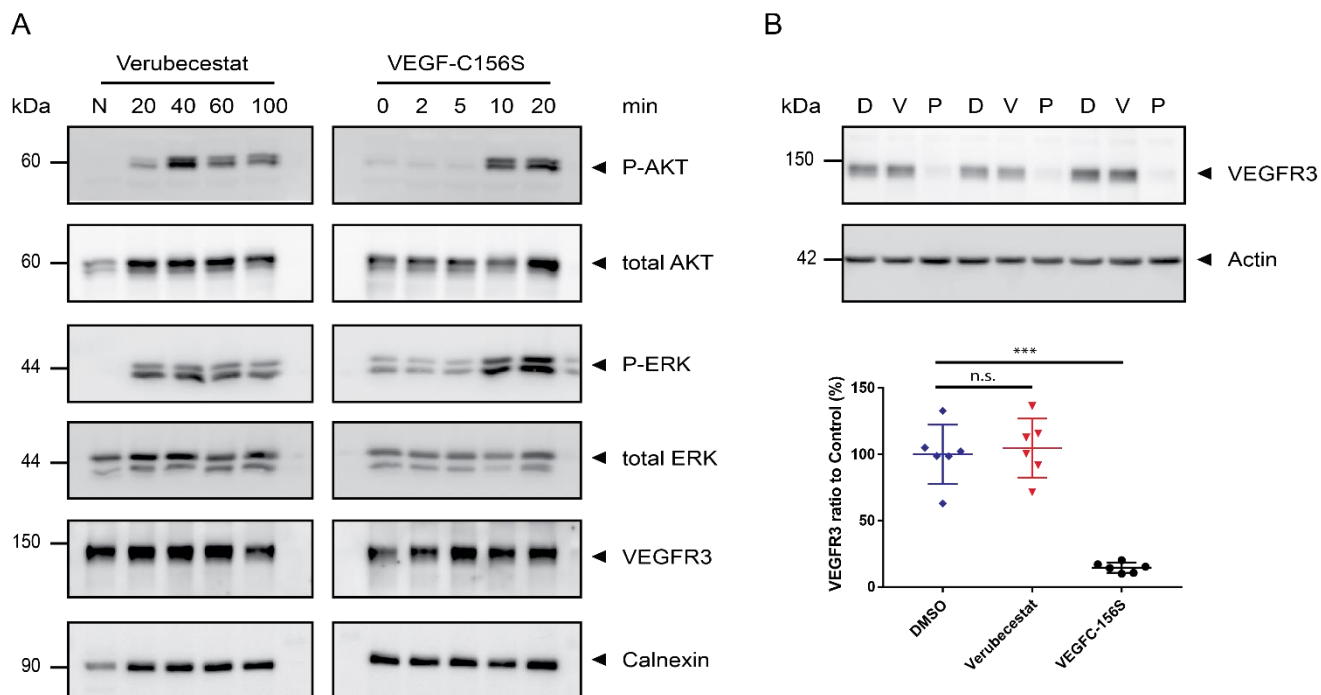 A
Verubecestat VEGF-C156S
kDa N 20 40 60 100 0 2 5 10 20 min
60 P-AKT
60 total AKT
44 P-ERK
44 total ERK
150 VEGFR3
90 Calnexin
B
kDa D V P D V P D V P
150 VEGFR3
42 Actin
***
n.s.
VEGFR3 ratio to Control (%)
150
100
50
0
DMSO
Verubecestat
VEGFC-156S